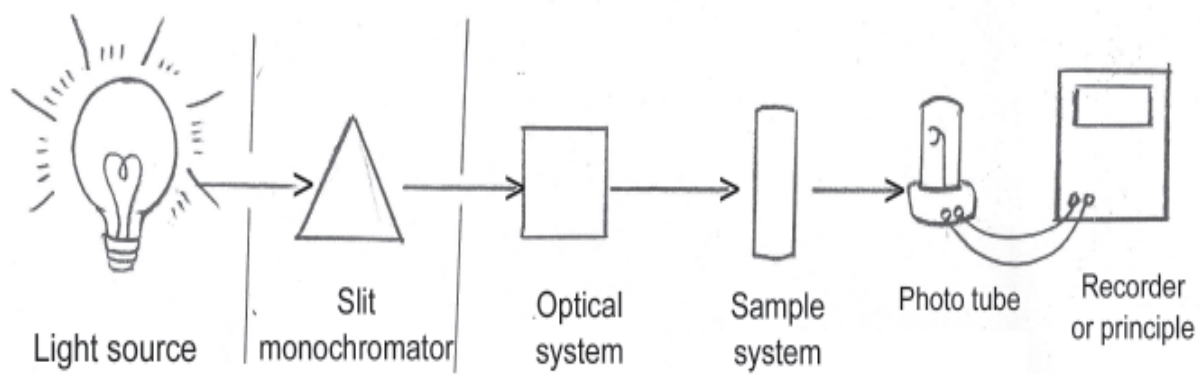 Light source
Slit
monochromator
Optical
system
Sample
system
Photo tube
Recorder
or principle